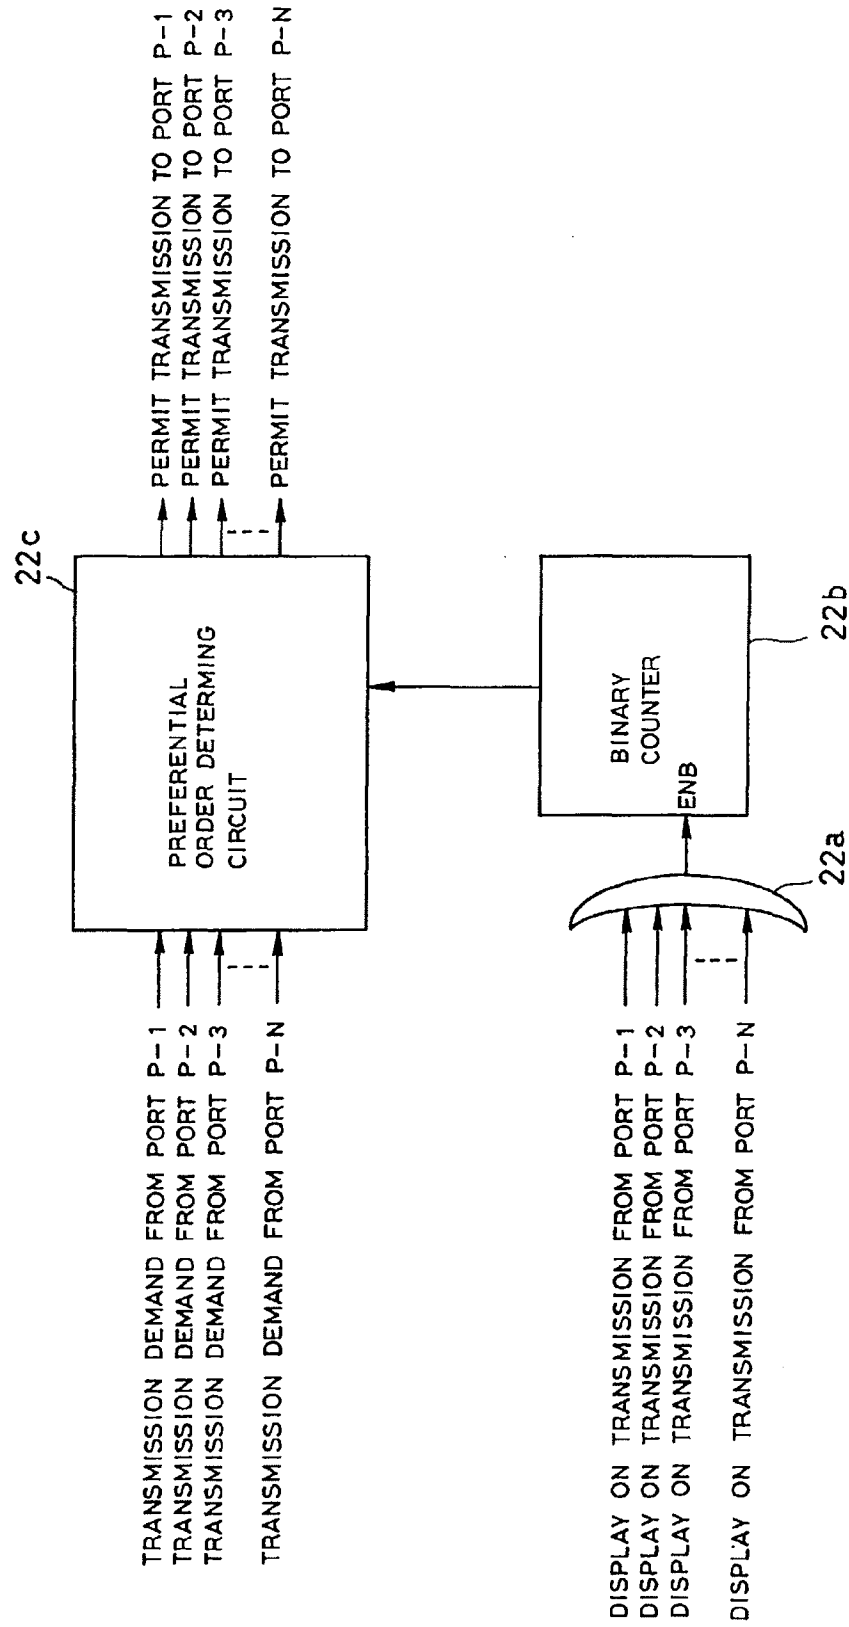 22c
TRANSMISSION DEMAND FROM PORT P-1
TRANSMISSION DEMAND FROM PORT P-2
TRANSMISSION DEMAND FROM PORT P-3
TRANSMISSION DEMAND FROM PORT P-N
PREFERENTIAL
ORDER DETERMING
CIRCUIT
PERMIT TRANSMISSION TO PORT P-1
PERMIT TRANSMISSION TO PORT P-2
PERMIT TRANSMISSION TO PORT P-3
PERMIT TRANSMISSION TO PORT P-N
DISPLAY ON TRANSMISSION FROM PORT P-1
DISPLAY ON TRANSMISSION FROM PORT P-2
DISPLAY ON TRANSMISSION FROM PORT P-3
DISPLAY ON TRANSMISSION FROM PORT P-N
BINARY
COUNTER
ENB
22a
22b